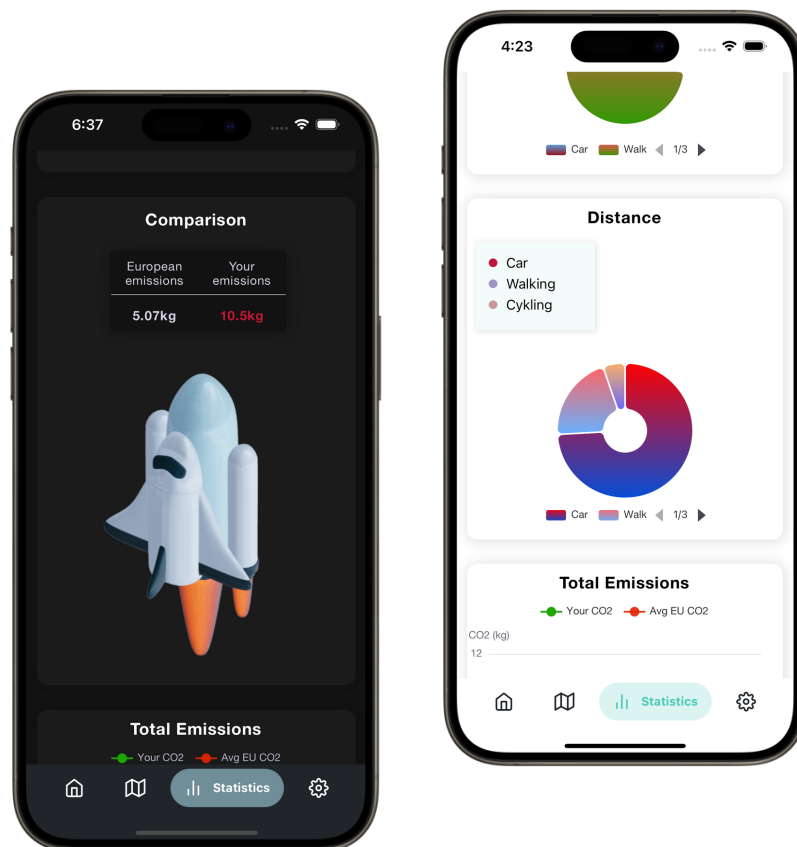 6:37
Comparison
European emissions
Your emissions
5.07kg
10.5kg
Total Emissions
Your CO2
Avg EU CO2
Statistics
4:23
Car
Walk
1/3
Distance
Car
Walking
Cykling
Car
Walk
1/3
Total Emissions
Your CO2
Avg EU CO2
CO2 (kg)
12
Statistics